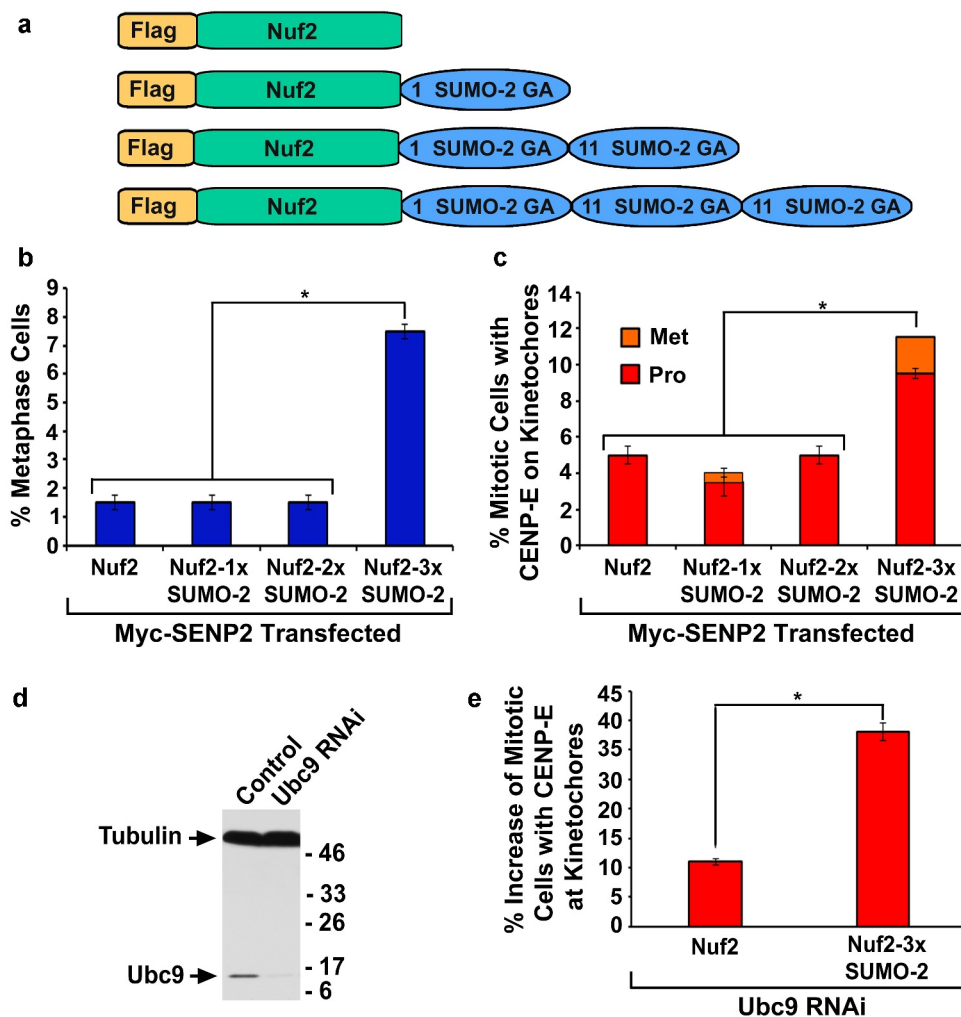 a
Flag Nuf2
Flag Nuf2 1 SUMO-2 GA
Flag Nuf2 1 SUMO-2 GA 11 SUMO-2 GA
Flag Nuf2 1 SUMO-2 GA 11 SUMO-2 GA 11 SUMO-2 GA
b
% Metaphase Cells
9
8
7
6
5
4
3
2
1
0
*
Nuf2 Nuf2-1x Nuf2-2x Nuf2-3x
SUMO-2 SUMO-2 SUMO-2
Myc-SENP2 Transfected
c
% Mitotic Cells with
CENP-E on Kinetochores
14
12
10
8
6
4
2
0
*
Met
Pro
Nuf2 Nuf2-1x Nuf2-2x Nuf2-3x
SUMO-2 SUMO-2 SUMO-2
Myc-SENP2 Transfected
d
Control
Ubc9 RNAi
Tubulin
- 46
- 33
- 26
- 17
Ubc9
- 6
e
% Increase of Mitotic
Cells with CENP-E
at Kinetochores
45
40
35
30
25
20
15
10
5
0
*
Nuf2 Nuf2-3x
SUMO-2
Ubc9 RNAi